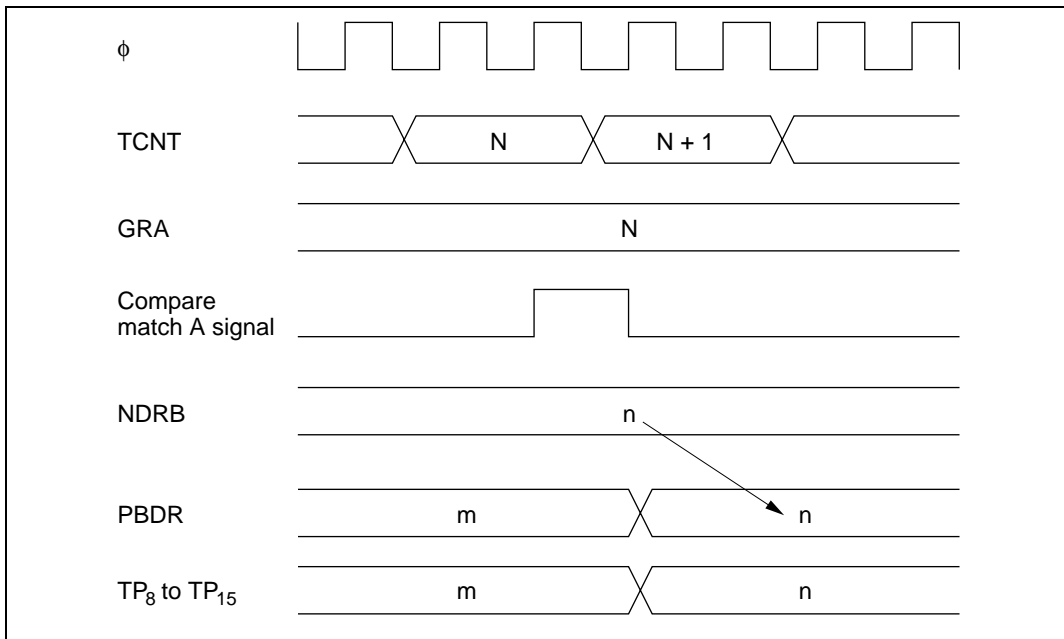 ϕ
TCNT N N + 1
GRA N
Compare
match A signal
NDRB n
PBDR m n
TP8 to TP15 m n